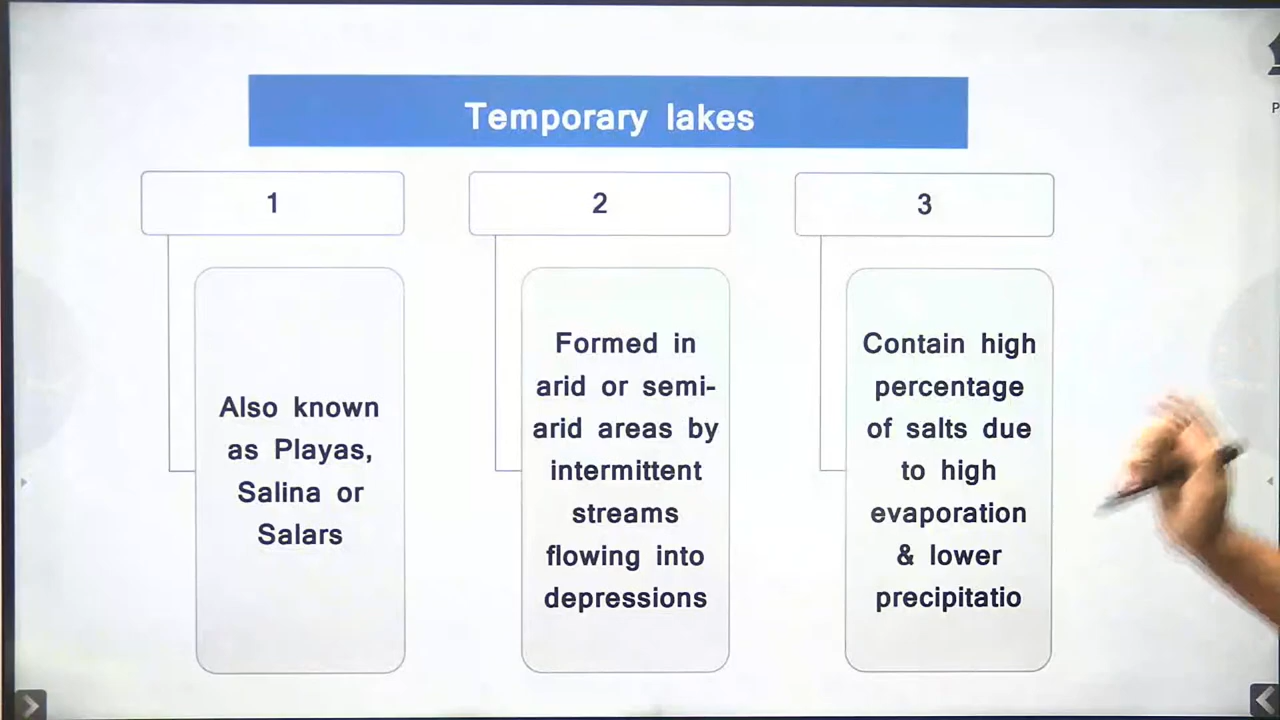 Temporary lakes
1
Also known
as Playas,
Salina or
Salars
2
Formed in
arid or semi-
arid areas by
intermittent
streams
flowing into
depressions
3
Contain high
percentage
of salts due
to high
evaporation
& lower
precipitatio
P